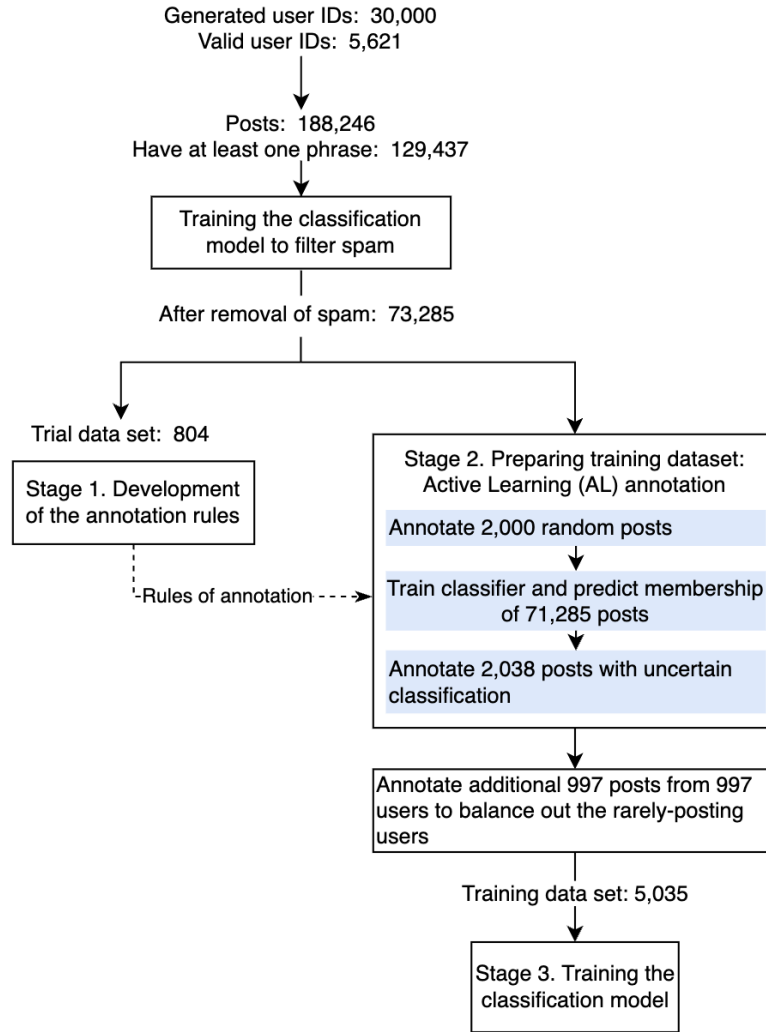 Generated user IDs: 30,000
Valid user IDs: 5,621
Posts: 188,246
Have at least one phrase: 129,437
Training the classification
model to filter spam
After removal of spam: 73,285
Trial data set: 804
Stage 1. Development
of the annotation rules
Rules of annotation
Stage 2. Preparing training dataset:
Active Learning (AL) annotation
Annotate 2,000 random posts
Train classifier and predict membership
of 71,285 posts
Annotate 2,038 posts with uncertain
classification
Annotate additional 997 posts from 997
users to balance out the rarely-posting
users
Training data set: 5,035
Stage 3. Training the
classification model